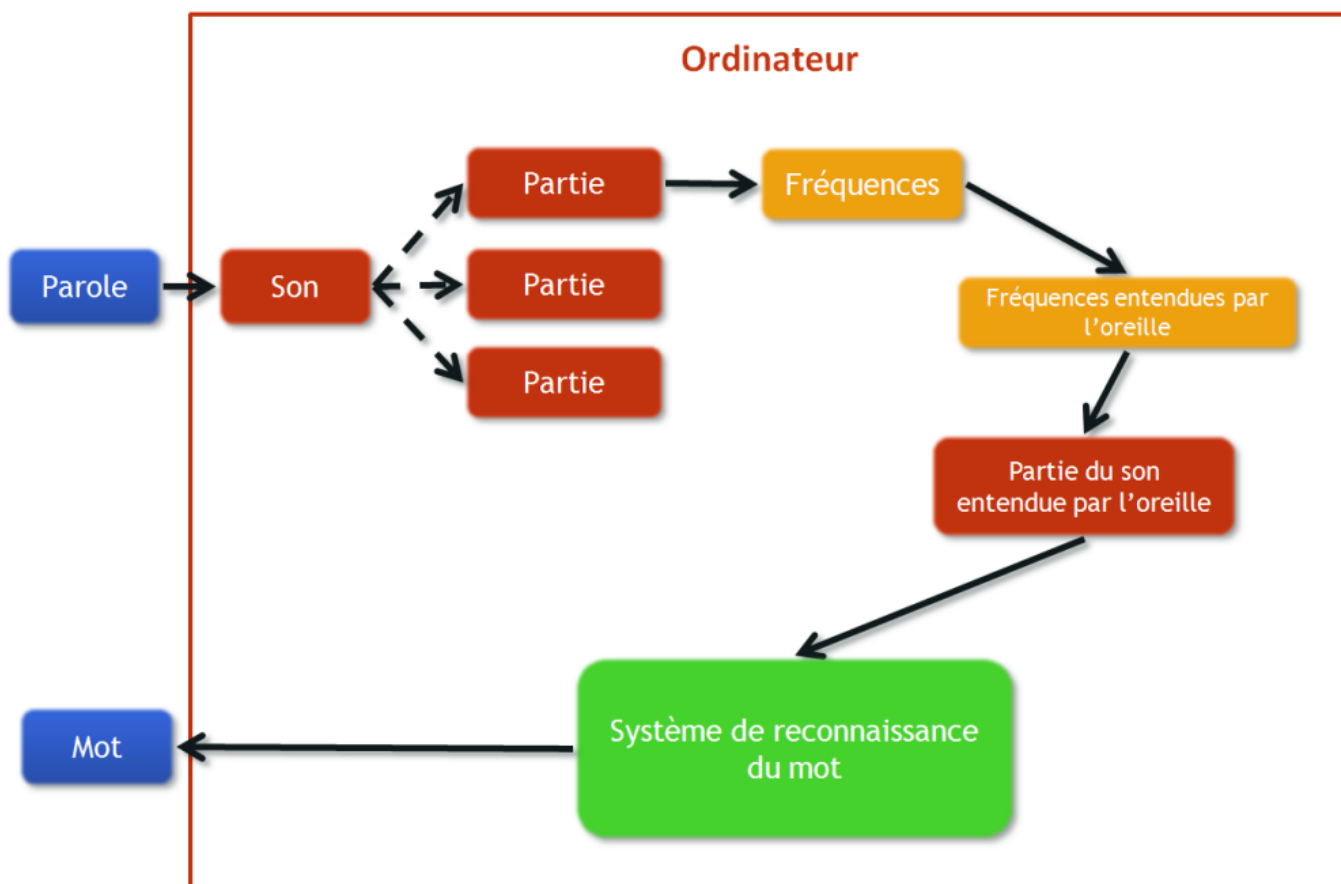 Ordinateur
Partie
Fréquences
Parole
Son
Partie
Fréquences entendues par
l’oreille
Partie
Partie du son
entendue par l’oreille
Système de reconnaissance
du mot
Mot